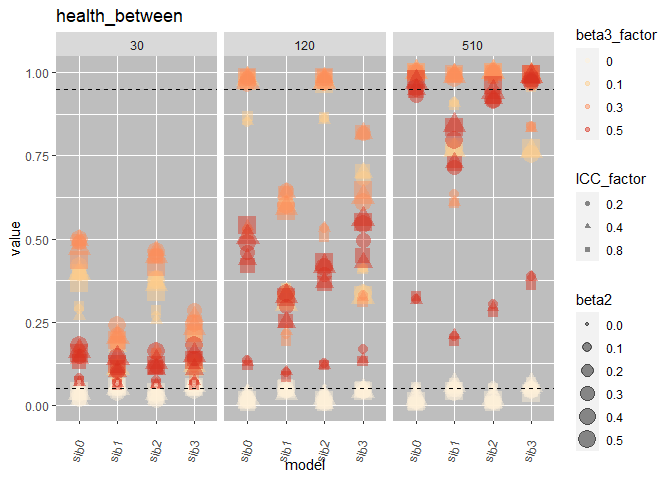 health_between
30 120 510
value
1.00
0.75
0.50
0.25
0.00
sib0 sib1 sib2 sib3 sib0 sib1 sib2 sib3 sib0 sib1 sib2 sib3
model
beta3_factor
0
0.1
0.3
0.5
ICC_factor
0.2
0.4
0.8
beta2
0.0
0.1
0.2
0.3
0.4
0.5